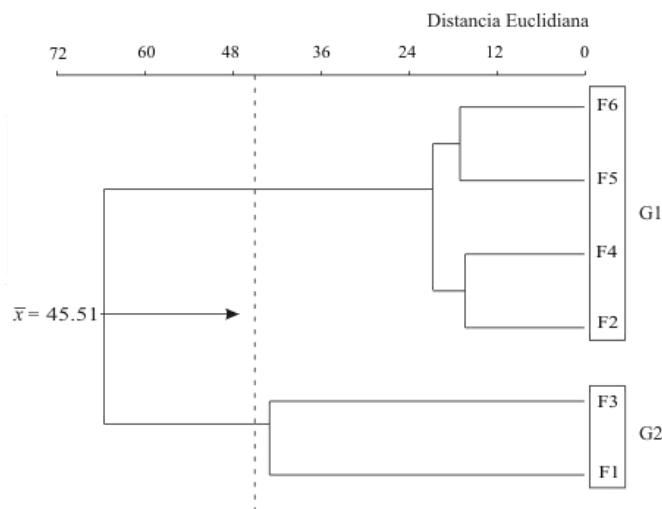 Distancia Euclidiana
72 60 48 36 24 12 0
F6
F5
G1
F4
x̅ = 45.51
F2
F3
G2
F1